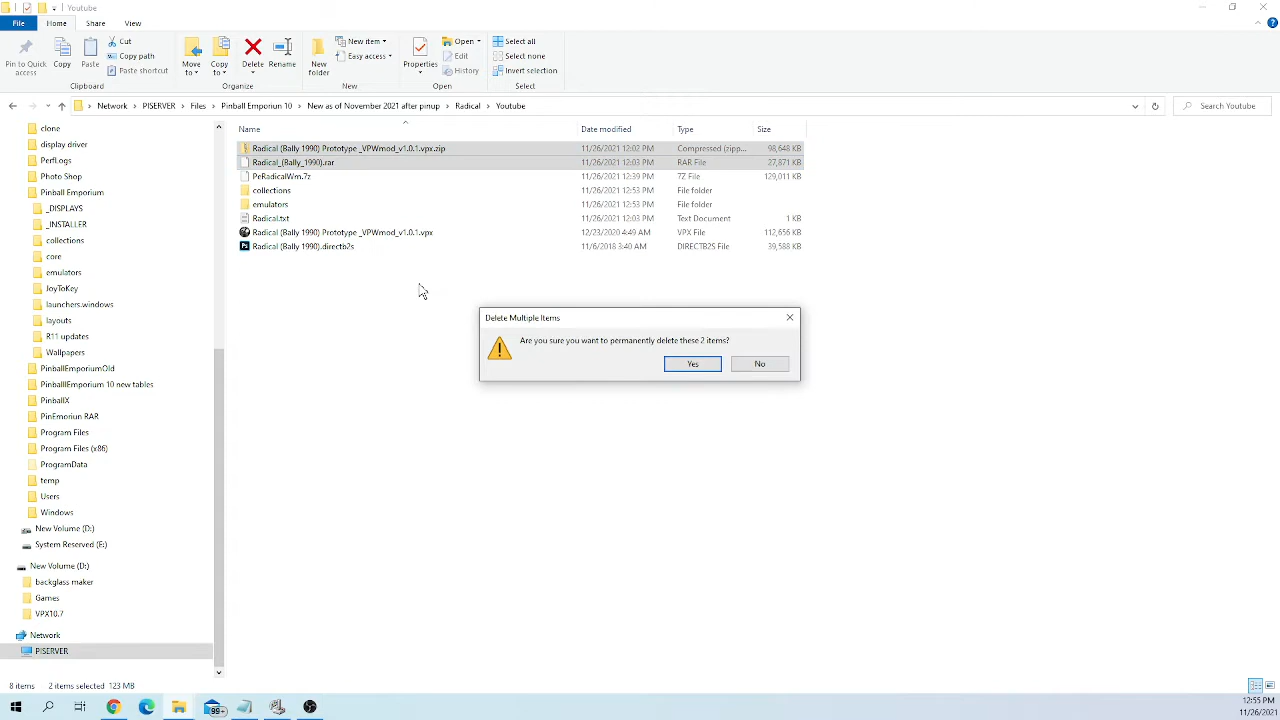 Youtube
File Home Share View
Pin to Quick access
Copy
Paste
Cut
Copy path
Paste shortcut
Move to
Copy to
Delete
Rename
New folder
New item
Easy access
Properties
Open
Edit
History
Select all
Select none
Invert selection
Clipboard
Organize
New
Open
Select
Network > PISERVER > Files > Pinball Emporiun 10 > New as of November 2021 after pinup > Radical > Youtube
Search Youtube
Name Date modified Type Size
Radical (Bally 1990) Prototype _VPWmod_v1.0.1.vpx.zip 11/26/2021 12:02 PM Compressed (zipp... 98,648 KB
Radical_(Bally_1990).rar 11/26/2021 12:03 PM RAR File 27,871 KB
PeRadicalWm.7z 11/26/2021 12:39 PM 7Z File 129,011 KB
collections 11/26/2021 12:53 PM File folder
emulators 11/26/2021 12:53 PM File folder
Radical.txt 11/26/2021 12:03 PM Text Document 1 KB
Radical (Bally 1990) Prototype _VPWmod_v1.0.1.vpx 12/23/2020 4:49 AM VPX File 112,656 KB
Radical (Bally 1990).directb2s 11/6/2018 3:40 AM DIRECTB2S File 39,588 KB
clone
display driver
PerfLogs
Photo Shop
Pinball Emporium
_DISPLAYS
_INSTALLER
collections
core
emulators
JoyToKey
launchers.windows
layouts
R11 updates
Wallpapers
PinballEmporiumOld
PinballEmporium 10 new tables
PinballX
PinEmoriun RAR
Program Files
Program Files (x86)
ProgramData
temp
Users
Windows
New Volume (D:)
System Reserved (E:)
New Volume (D:)
backglass maker
Games
VPX10.7
Network
PISERVER
Delete Multiple Items
Are you sure you want to permanently delete these 2 items?
Yes No
8 items 2 items selected 123 MB
99+
12:55 PM
11/26/2021